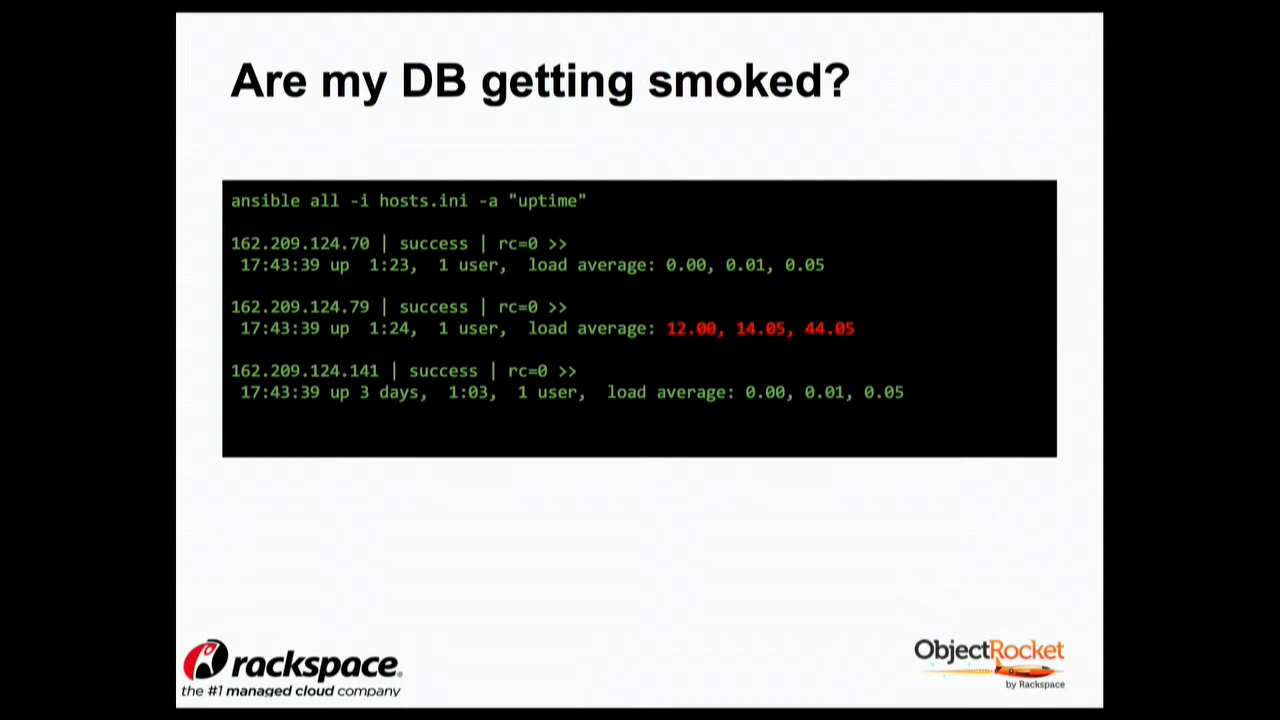 Are my DB getting smoked?
ansible all -i hosts.ini -a "uptime"
162.209.124.70 | success | rc=0 >>
17:43:39 up  1:23,  1 user,  load average: 0.00, 0.01, 0.05
162.209.124.79 | success | rc=0 >>
17:43:39 up  1:24,  1 user,  load average: 12.00, 14.05, 44.05
162.209.124.141 | success | rc=0 >>
17:43:39 up 3 days,  1:03,  1 user,  load average: 0.00, 0.01, 0.05
rackspace®
the #1 managed cloud company
ObjectRocket
by Rackspace